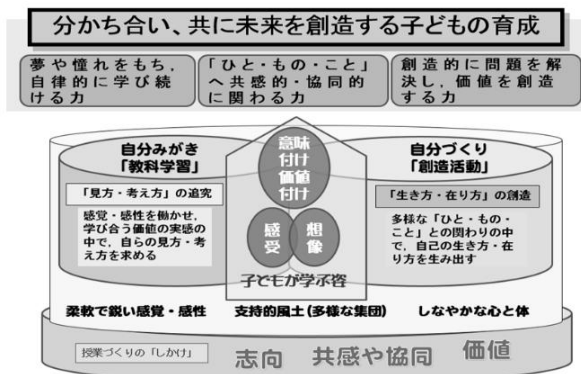 分かち合い、共に未来を創造する子どもの育成
夢や憧れをもち，
自律的に学び続
ける力
「ひと・もの・こと」
へ共感的・協同的
に関わる力
創造的に問題を解
決し，価値を創造
する力
自分みがき
「教科学習」
「見方・考え方」の追究
感覚・感性を働かせ，
学び合う価値の実感の
中で，自らの見方・考
え方を求める
意味
付け
価値
付け
感
受
想
像
子どもが学ぶ姿
自分づくり
「創造活動」
「生き方・在り方」の創造
多様な「ひと・もの・
こと」との関わりの中
で，自己の生き方・在
り方を生み出す
柔軟で鋭い感覚・感性
支持的風土(多様な集団)
しなやかな心と体
授業づくりの「しかけ」
志向
共感や協同
価値